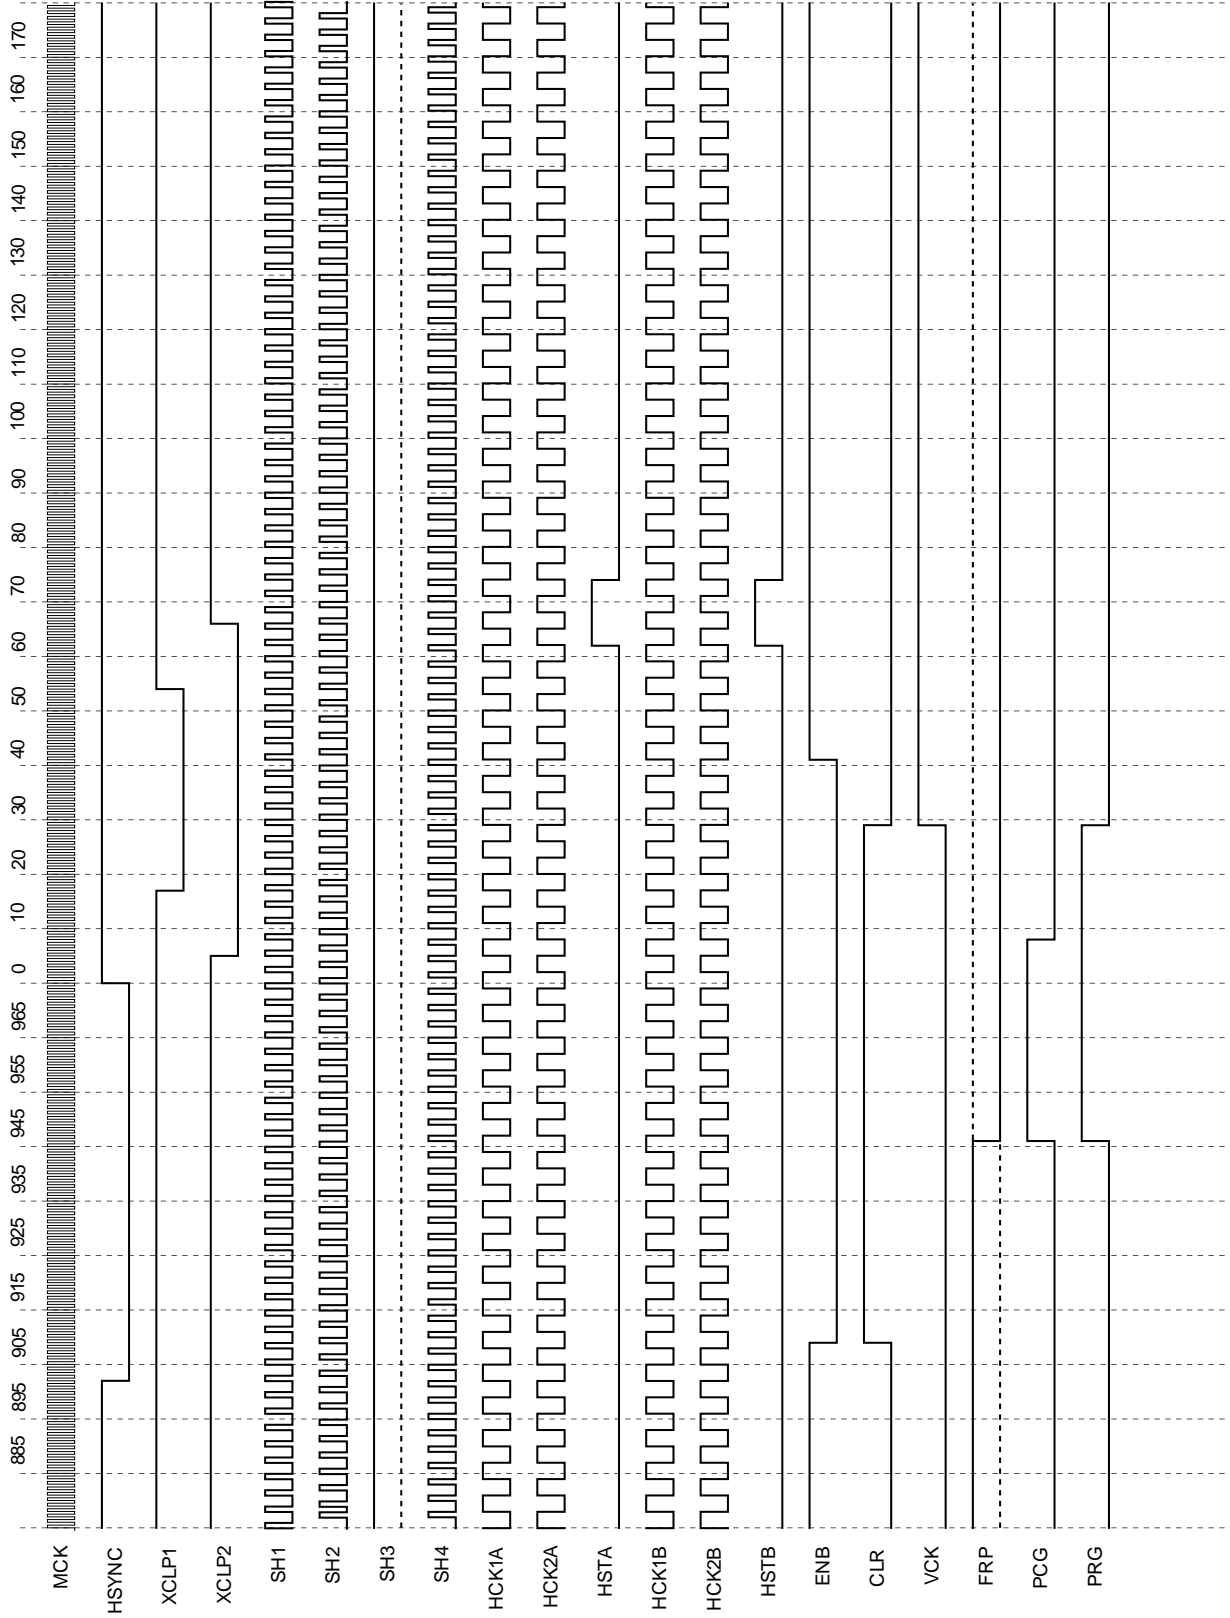 MCK
HSYNC
XCLP1
XCLP2
SH1
SH2
SH3
SH4
HCK1A
HCK2A
HSTA
HCK1B
HCK2B
HSTB
ENB
CLR
VCK
FRP
PCG
PRG
885 895 905 915 925 935 945 955 965 0 10 20 30 40 50 60 70 80 90 100 110 120 130 140 150 160 170